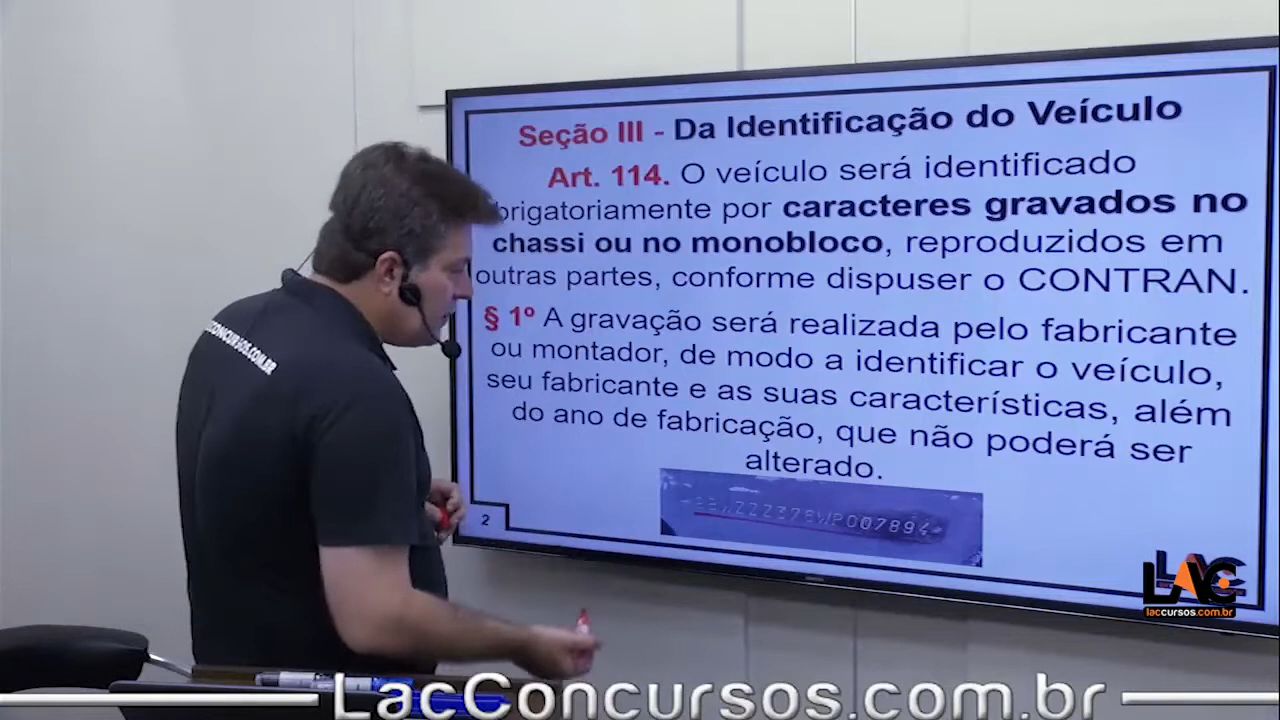 Seção III - Da Identificação do Veículo
Art. 114. O veículo será identificado
brigatoriamente por caracteres gravados no
chassi ou no monobloco, reproduzidos em
outras partes, conforme dispuser o CONTRAN.
§ 1º A gravação será realizada pelo fabricante
ou montador, de modo a identificar o veículo,
seu fabricante e as suas características, além
do ano de fabricação, que não poderá ser
alterado.
2
CONCURSOS.COM.BR
LAC
laccursos.com.br
LacConcursos.com.br